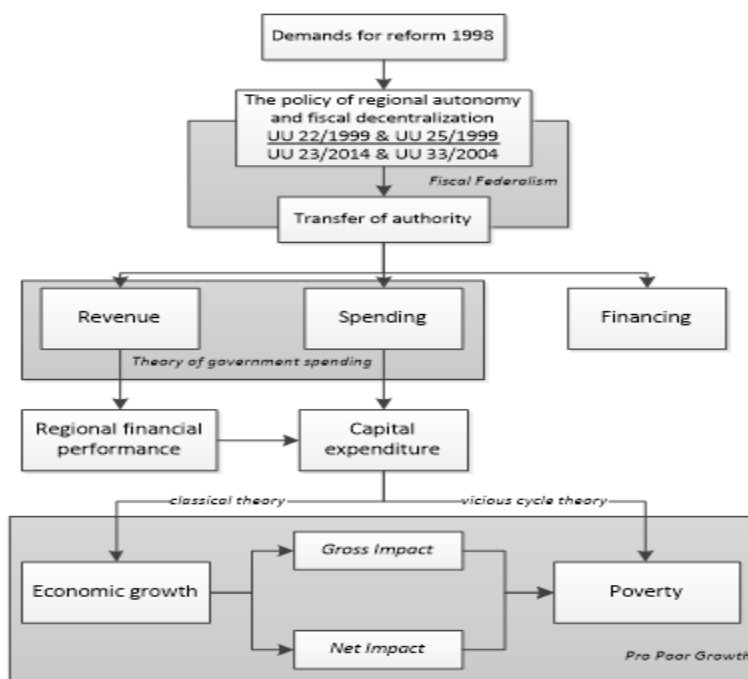 Demands for reform 1998
The policy of regional autonomy
and fiscal decentralization
UU 22/1999 & UU 25/1999
UU 23/2014 & UU 33/2004
Fiscal Federalism
Transfer of authority
Revenue
Spending
Financing
Theory of government spending
Regional financial
performance
Capital
expenditure
classical theory
vicious cycle theory
Gross Impact
Economic growth
Poverty
Net Impact
Pro Poor Growth